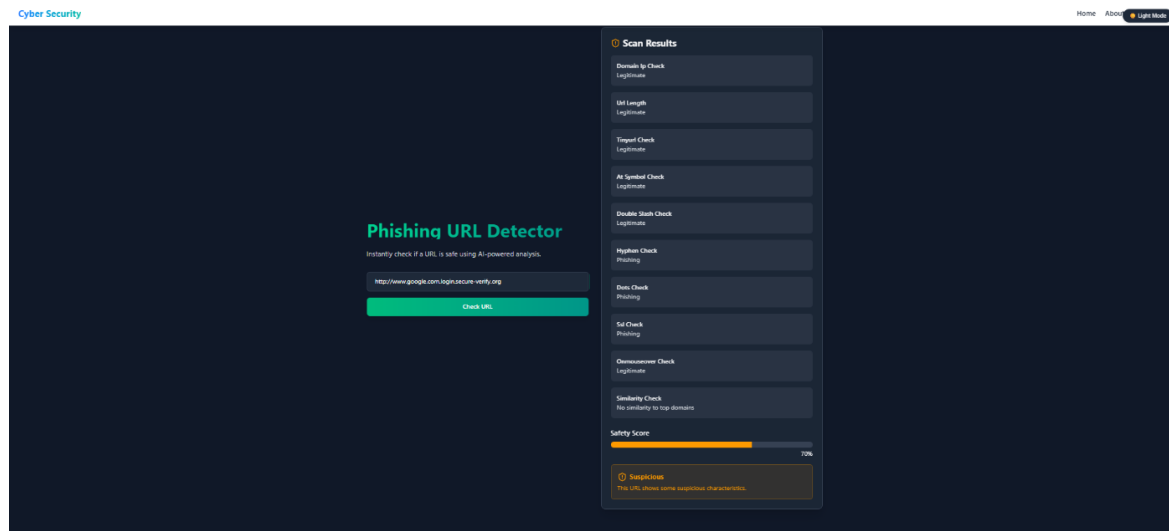 Cyber Security
Home
Light Mode
Scan Results
Domain Ip Check
Legitimate
Url Length
Legitimate
Tinyurl Check
Legitimate
At Symbol Check
Legitimate
Double Slash Check
Legitimate
Hyphen Check
Phishing
Dots Check
Phishing
Ssl Check
Phishing
Onmouseover Check
Legitimate
Similarity Check
No similarity to top domains
Safety Score
70%
Suspicious
This URL shows some suspicious characteristics.
Phishing URL Detector
Instantly check if a URL is safe using AI-powered analysis.
http://www.google.com.login.secure-verify.org
Check URL